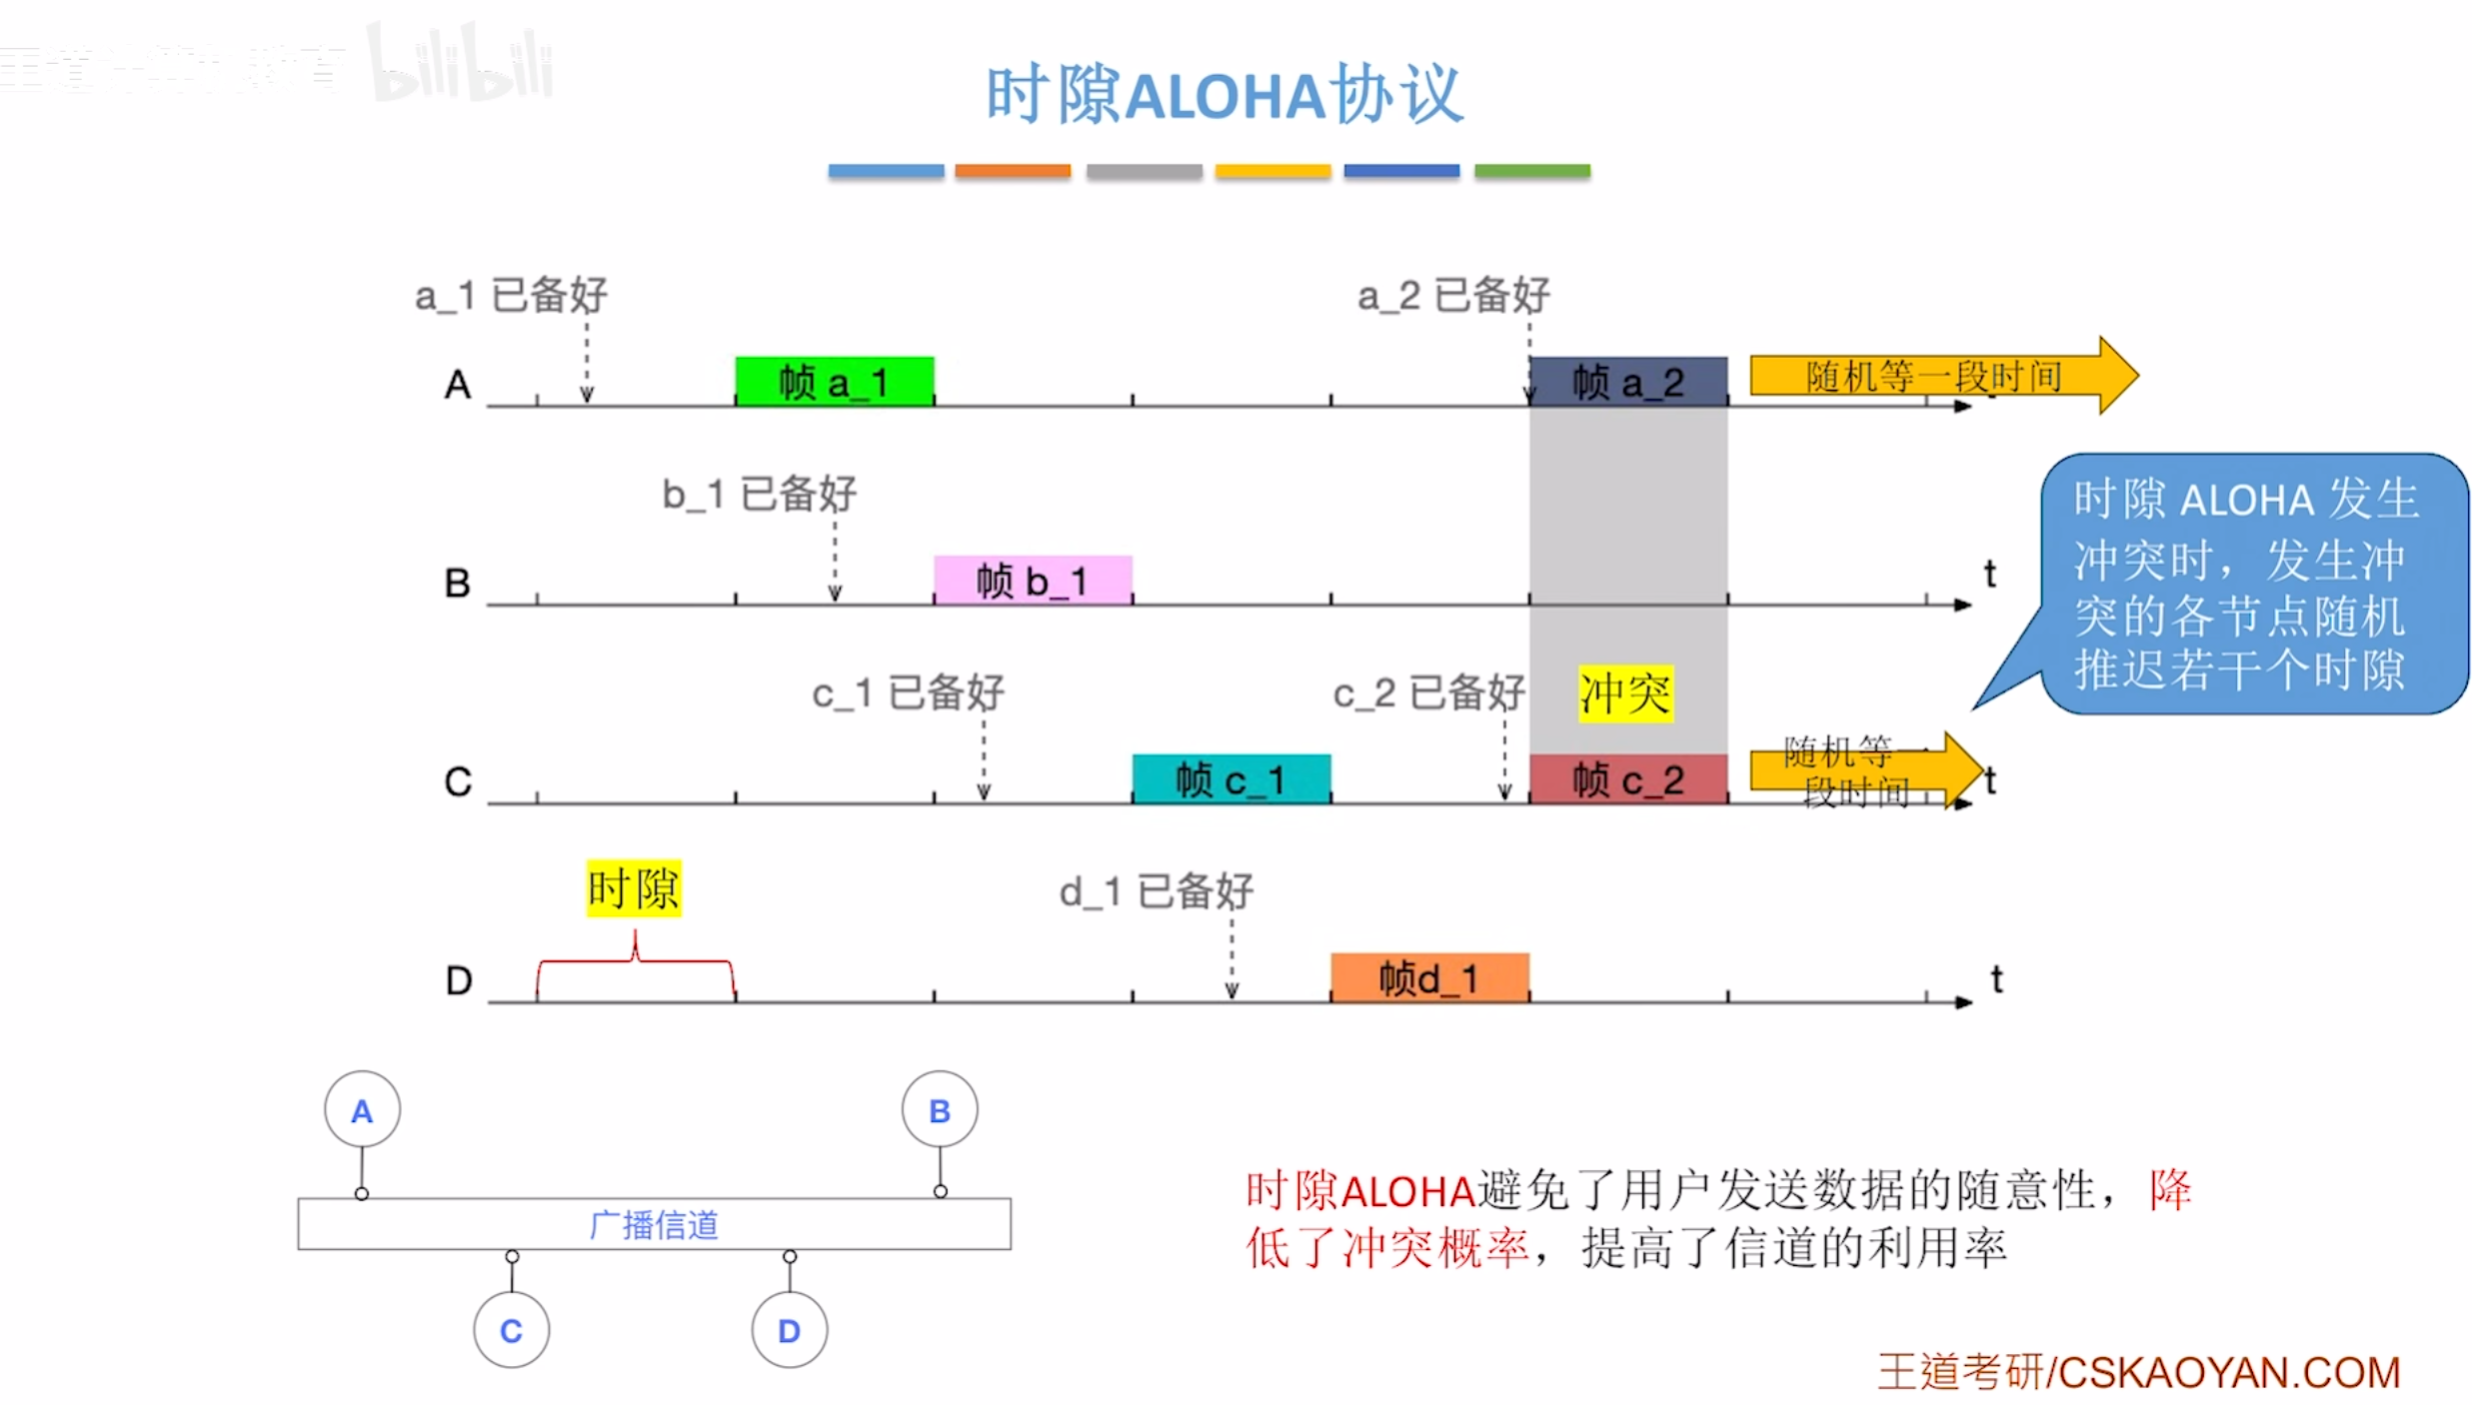 bilibili
时隙ALOHA协议
a_1 已备好
a_2 已备好
A
帧 a_1
帧 a_2
随机等一段时间
b_1 已备好
B
帧 b_1
t
时隙 ALOHA 发生
冲突时，发生冲
突的各节点随机
推迟若干个时隙
c_1 已备好
c_2 已备好
冲突
C
帧 c_1
帧 c_2
随机等一
段时间
t
时隙
d_1 已备好
D
帧d_1
t
A
B
广播信道
C
D
时隙ALOHA避免了用户发送数据的随意性，降
低了冲突概率，提高了信道的利用率
王道考研/CSKAOYAN.COM